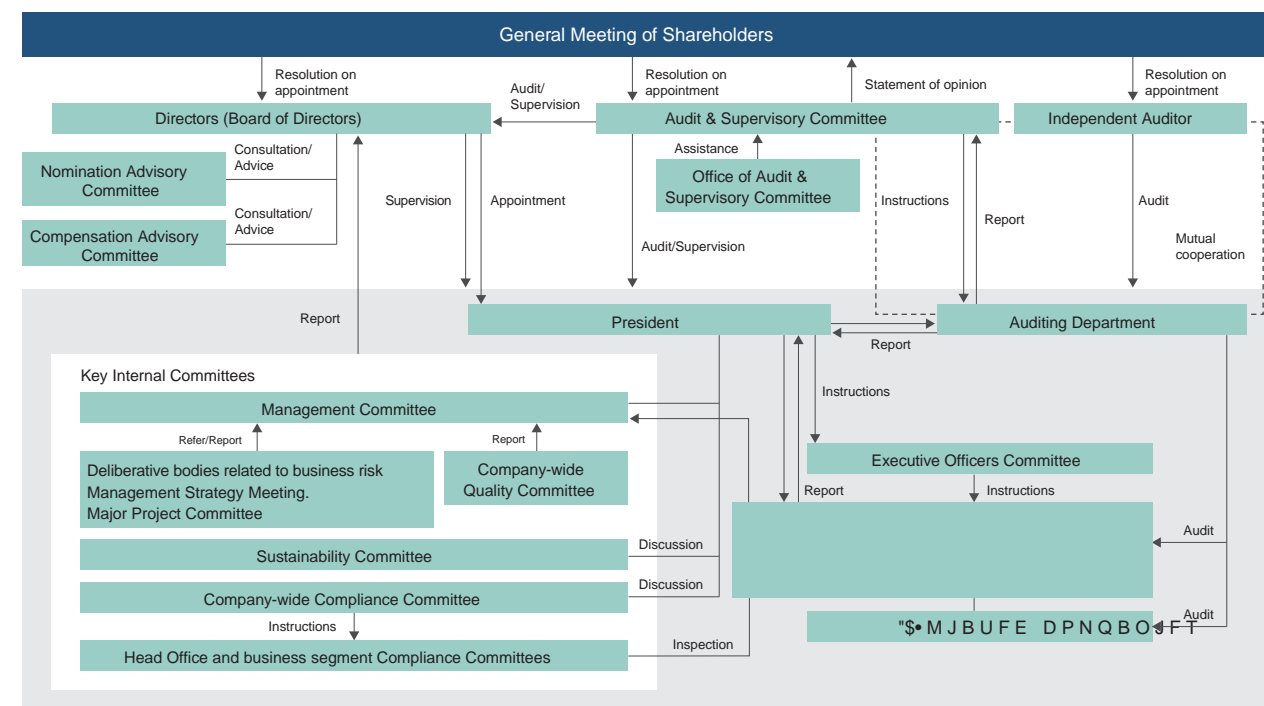 General Meeting of Shareholders
Resolution on
appointment
Audit/
Supervision
Resolution on
appointment
Statement of opinion
Resolution on
appointment
Directors (Board of Directors)
Audit & Supervisory Committee
Independent Auditor
Nomination Advisory
Committee
Consultation/
Advice
Compensation Advisory
Committee
Consultation/
Advice
Supervision
Appointment
Assistance
Office of Audit &
Supervisory Committee
Audit/Supervision
Instructions
Report
Audit
Mutual
cooperation
Report
President
Auditing Department
Report
Key Internal Committees
Management Committee
Instructions
Refer/Report
Report
Deliberative bodies related to business risk
Management Strategy Meeting.
Major Project Committee
Company-wide
Quality Committee
Executive Officers Committee
Report
Instructions
Discussion
Sustainability Committee
Audit
Discussion
Company-wide Compliance Committee
Instructions
Head Office and business segment Compliance Committees
Inspection
"$• M J B U F E D P N Q B O J F T
Audit